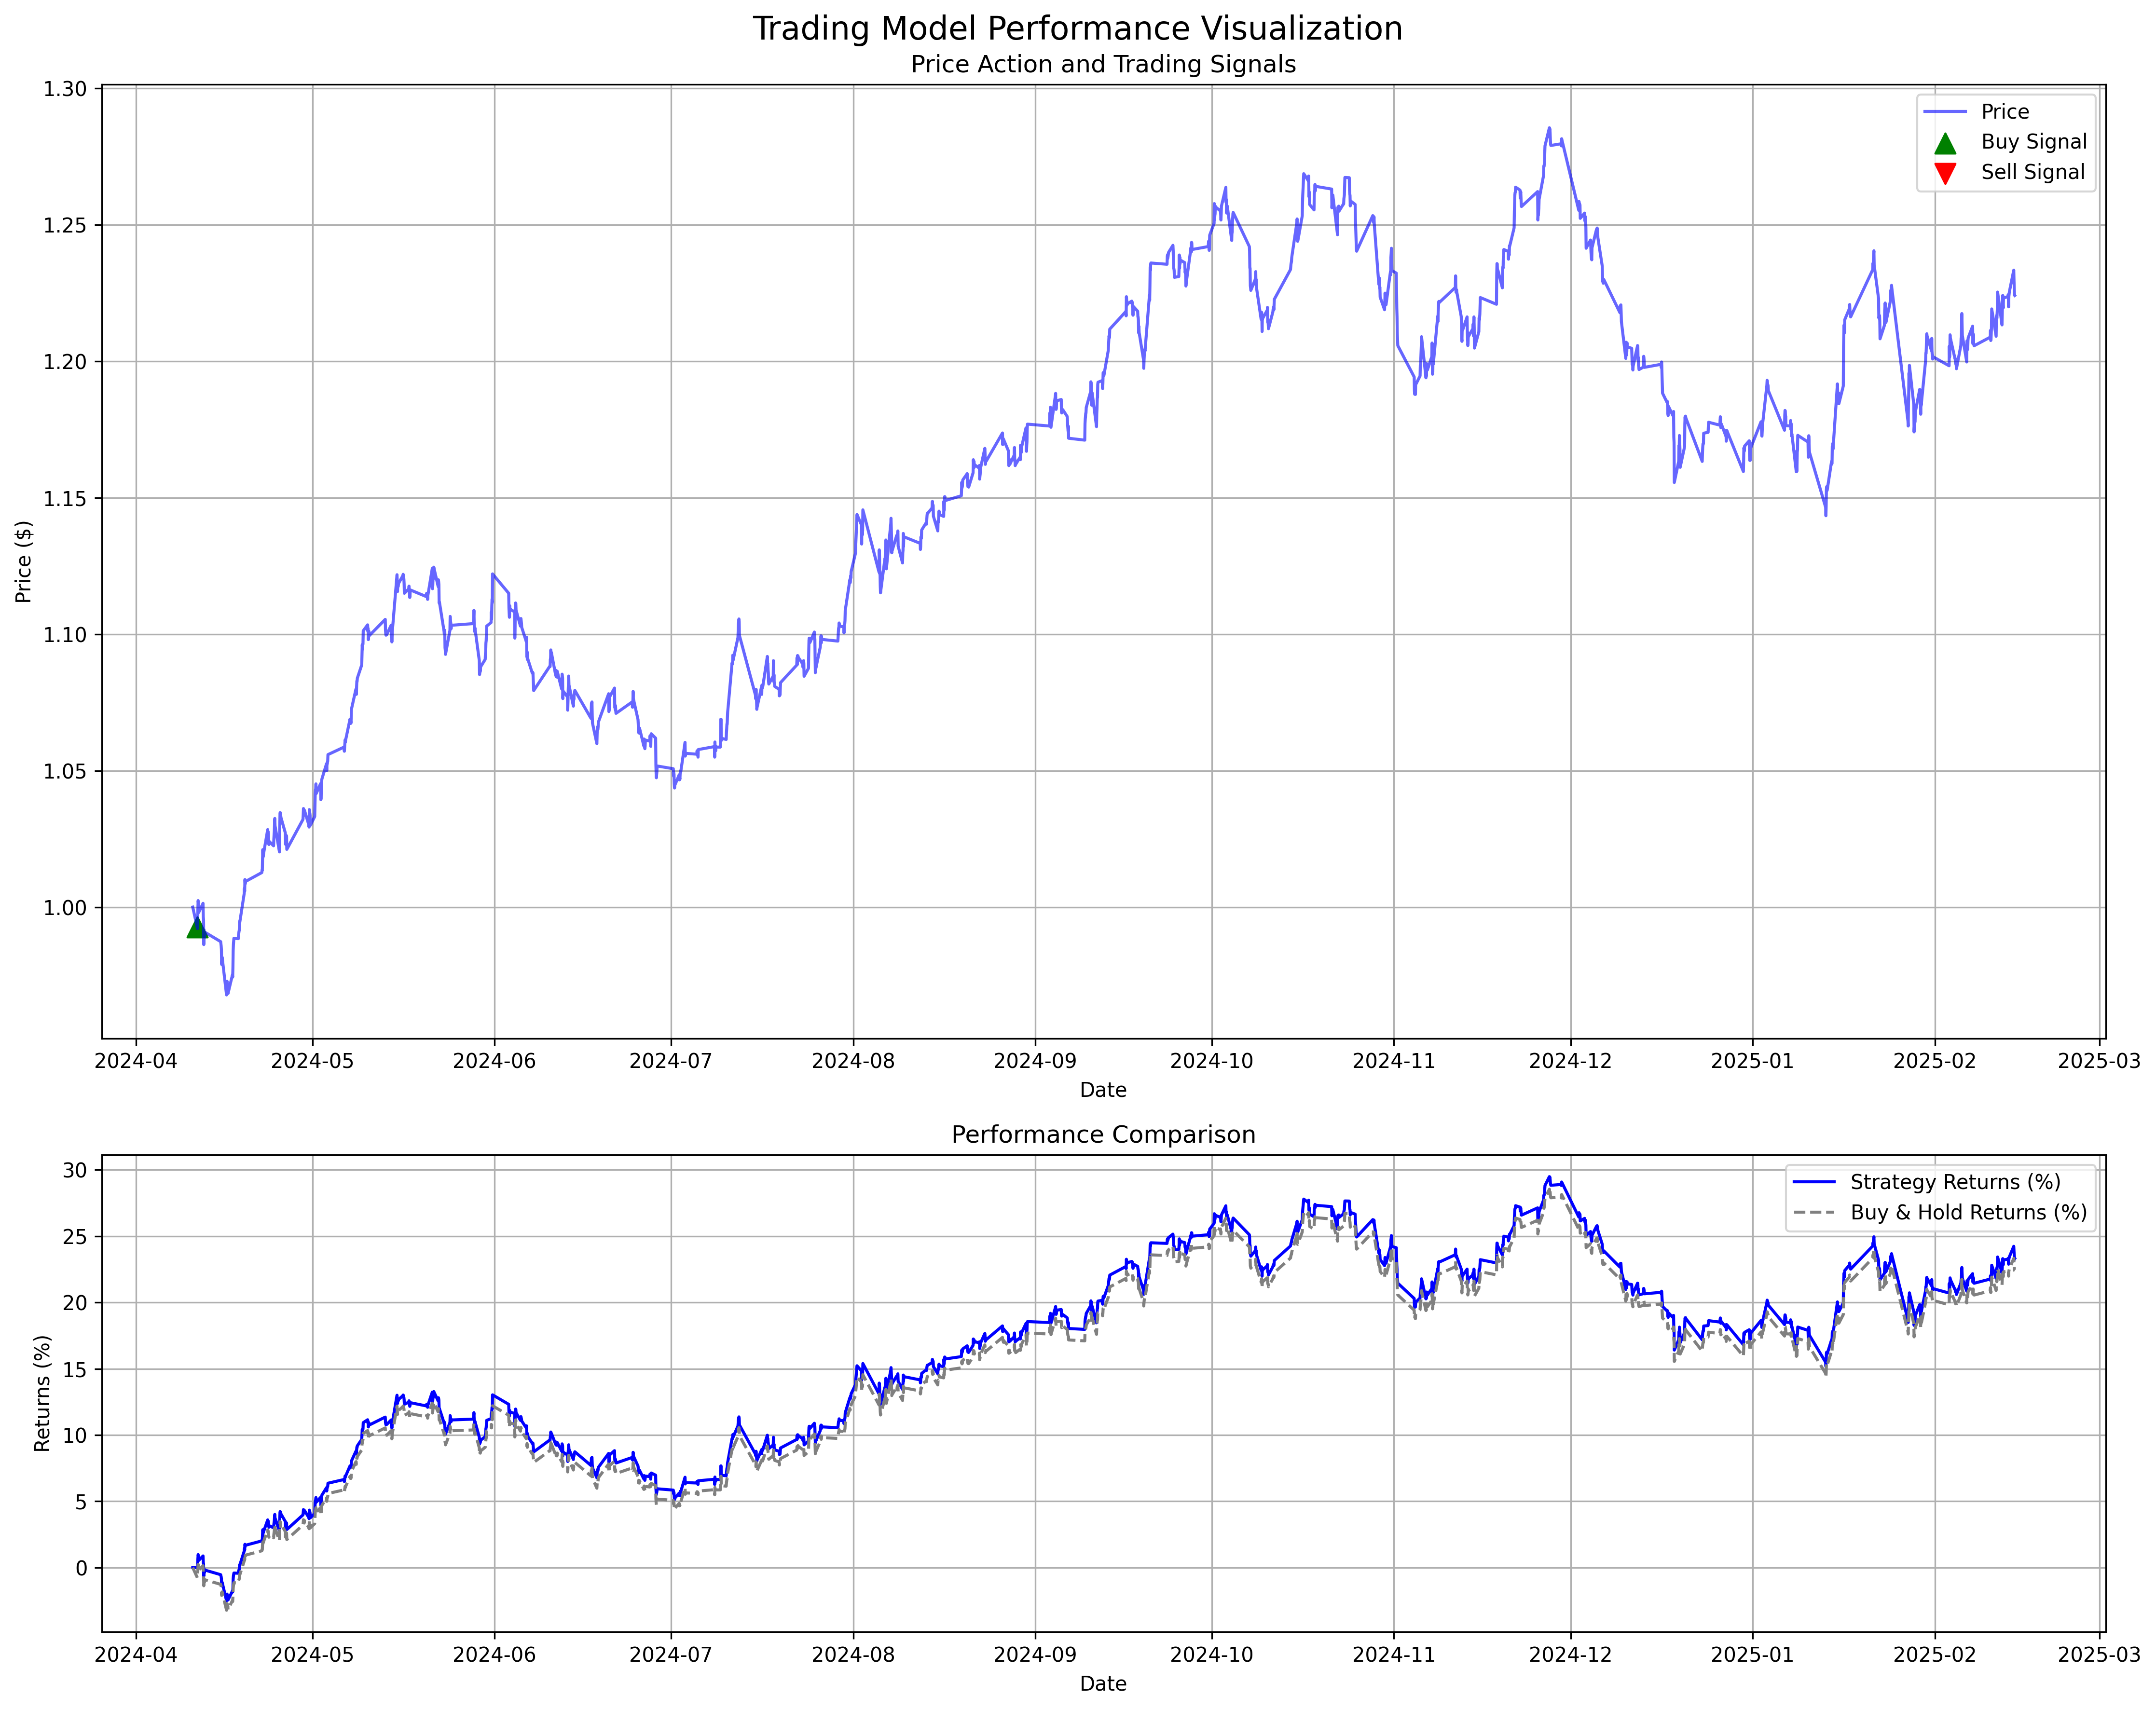 Trading Model Performance Visualization
Price Action and Trading Signals
1.30
1.25
1.20
1.15
1.10
1.05
1.00
Price ($)
Price
Buy Signal
Sell Signal
2024-04 2024-05 2024-06 2024-07 2024-08 2024-09 2024-10 2024-11 2024-12 2025-01 2025-02 2025-03
Date
Performance Comparison
30
25
20
15
10
5
0
Returns (%)
Strategy Returns (%)
Buy & Hold Returns (%)
2024-04 2024-05 2024-06 2024-07 2024-08 2024-09 2024-10 2024-11 2024-12 2025-01 2025-02 2025-03
Date